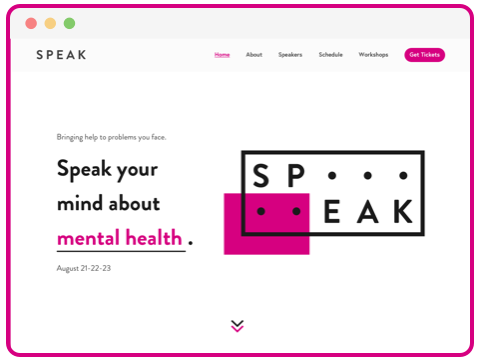 SPEAK
Home About Speakers Schedule Workshops Get Tickets
Bringing help to problems you face.
Speak your
mind about
mental health .
August 21-22-23
SP•••
••EAK